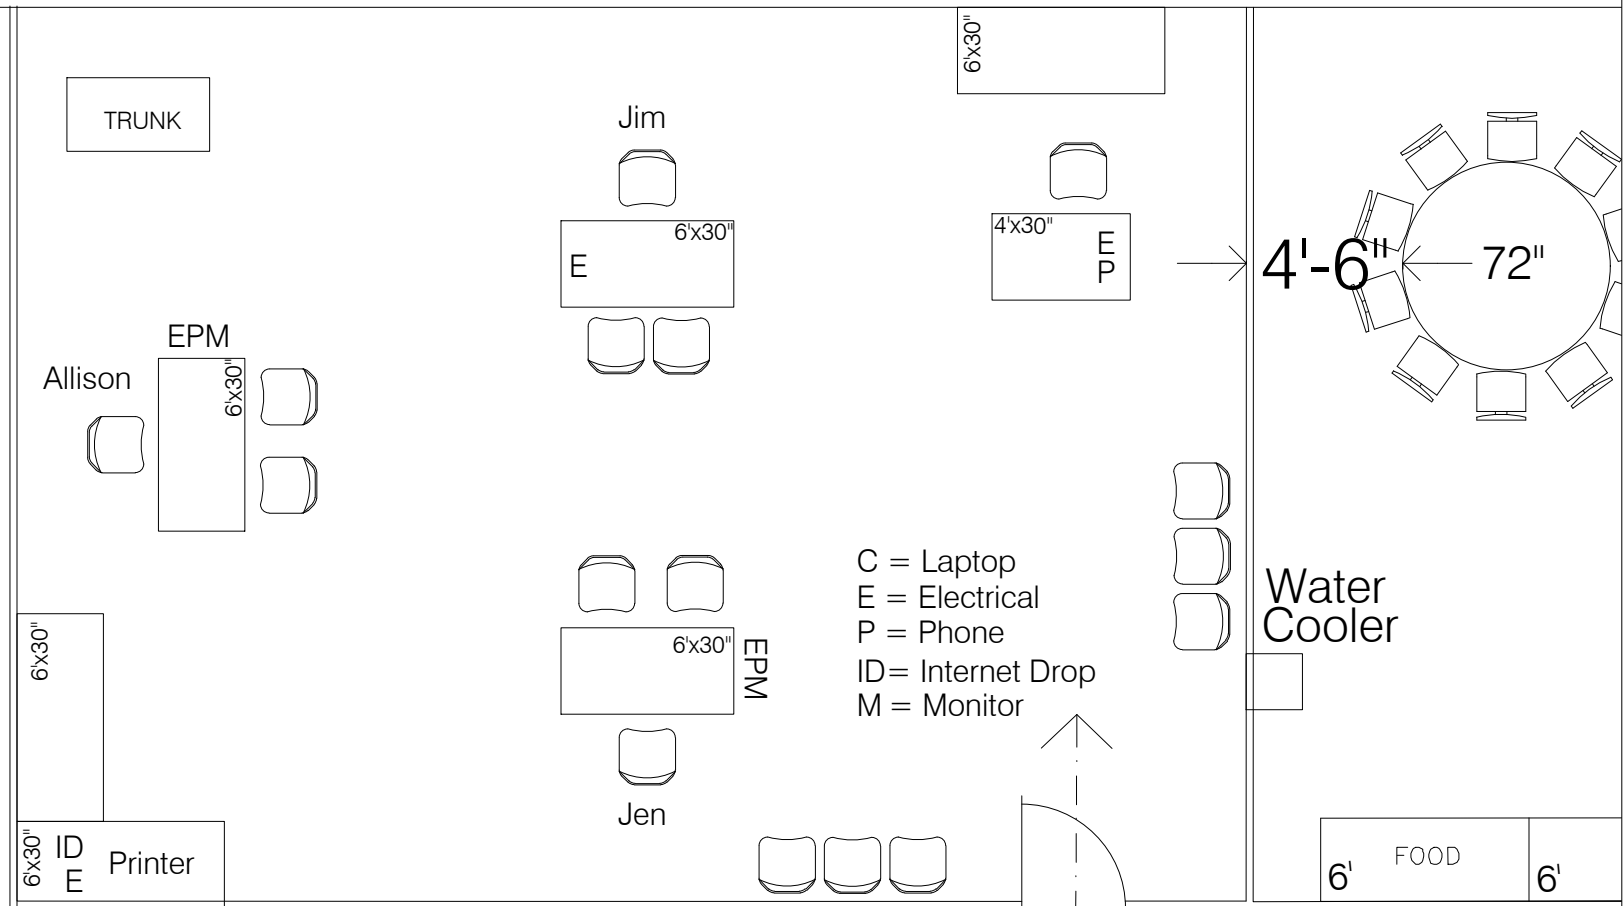 6'x30"
TRUNK
Jim
6'x30"
E
4'x30"
E
P
4'-6"
72"
EPM
Allison
6'x30"
C = Laptop
E = Electrical
P = Phone
ID= Internet Drop
M = Monitor
Water
Cooler
6'x30"
6'x30"
EPM
Jen
6'x30"
ID
E
Printer
FOOD
6'
6'